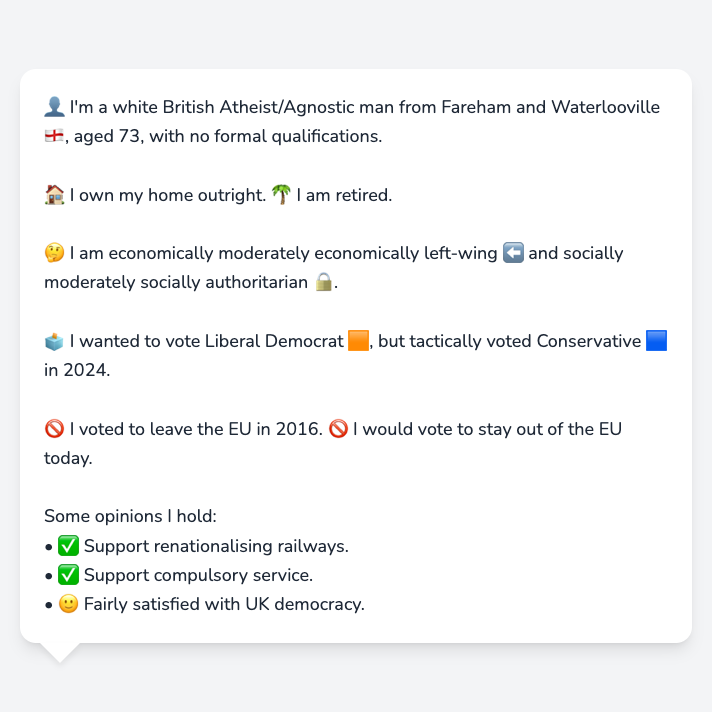 👤 I'm a white British Atheist/Agnostic man from Fareham and Waterlooville
🏴󠁧󠁢󠁥󠁮󠁧󠁿, aged 73, with no formal qualifications.
🏠 I own my home outright. 🌴 I am retired.
🤔 I am economically moderately economically left-wing ⬅️ and socially
moderately socially authoritarian 🔒.
🗳️ I wanted to vote Liberal Democrat 🟧, but tactically voted Conservative 🟦
in 2024.
🚫 I voted to leave the EU in 2016. 🚫 I would vote to stay out of the EU
today.
Some opinions I hold:
• ✅ Support renationalising railways.
• ✅ Support compulsory service.
• 🙂 Fairly satisfied with UK democracy.